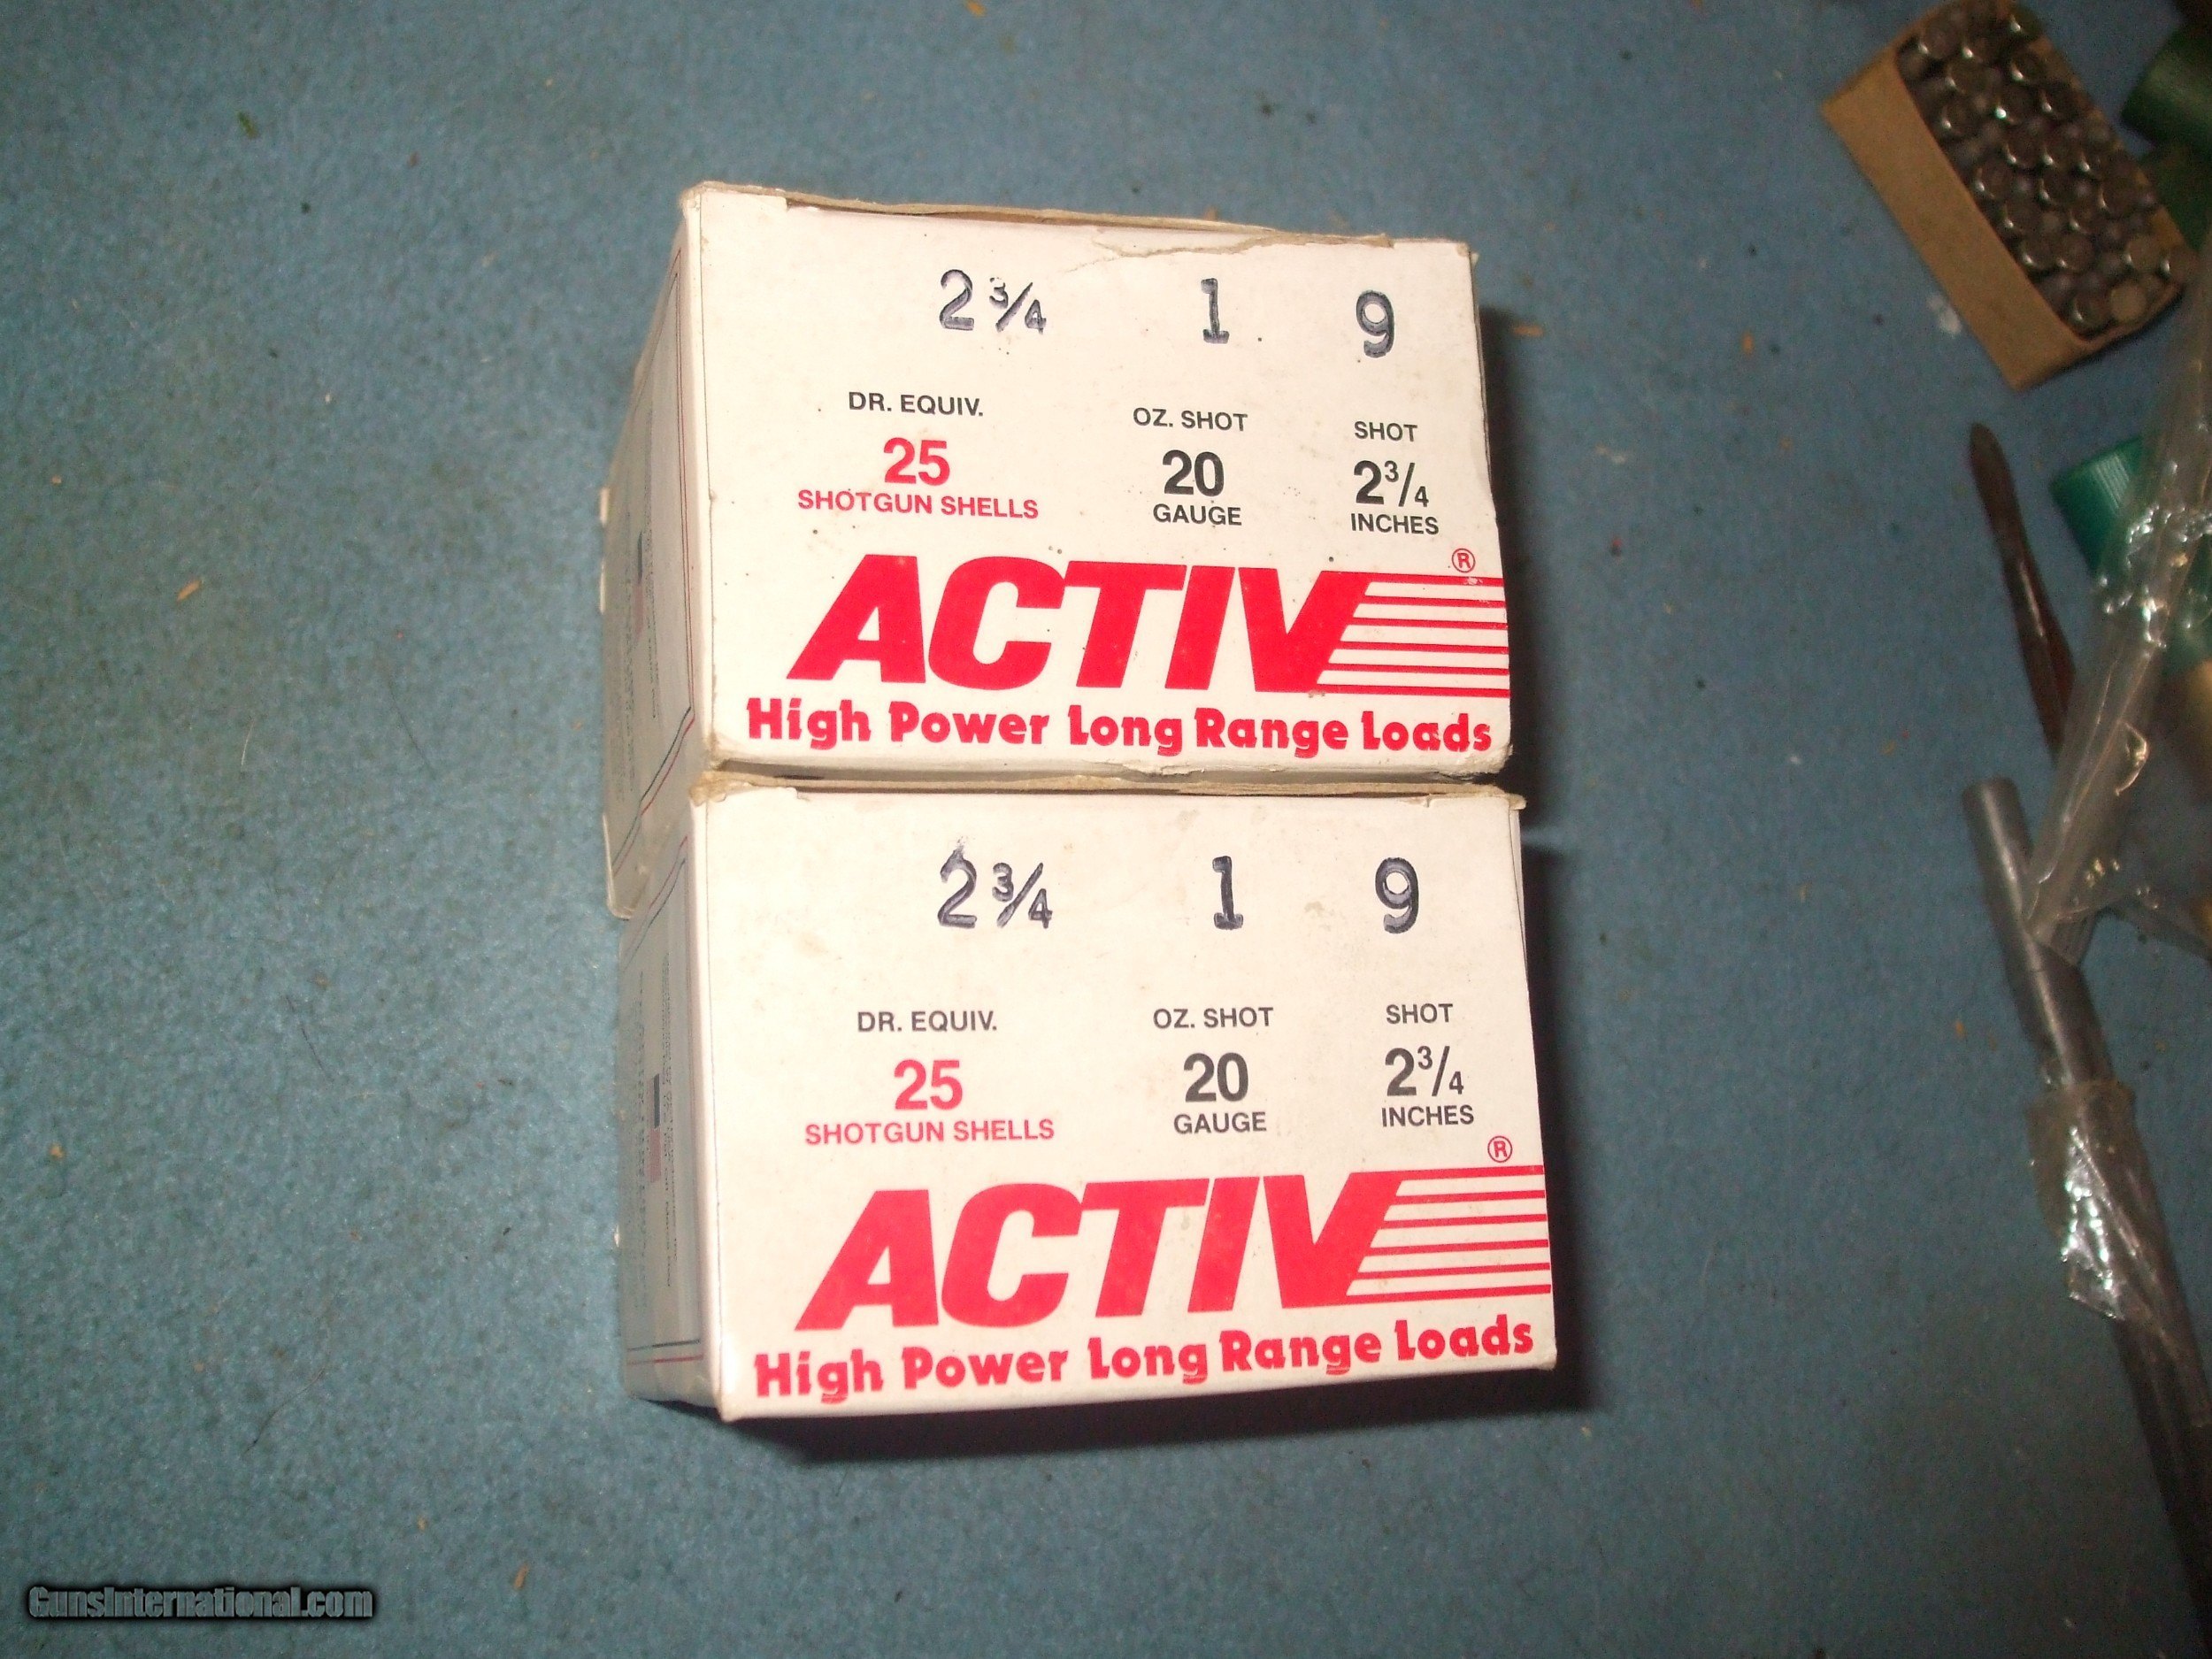 2 3/4 1 9
DR. EQUIV. OZ. SHOT SHOT
25 20 2 3/4
SHOTGUN SHELLS GAUGE INCHES
ACTIV®
High Power Long Range Loads
2 3/4 1 9
DR. EQUIV. OZ. SHOT SHOT
25 20 2 3/4
SHOTGUN SHELLS GAUGE INCHES
ACTIV®
High Power Long Range Loads
GunsInternational.com